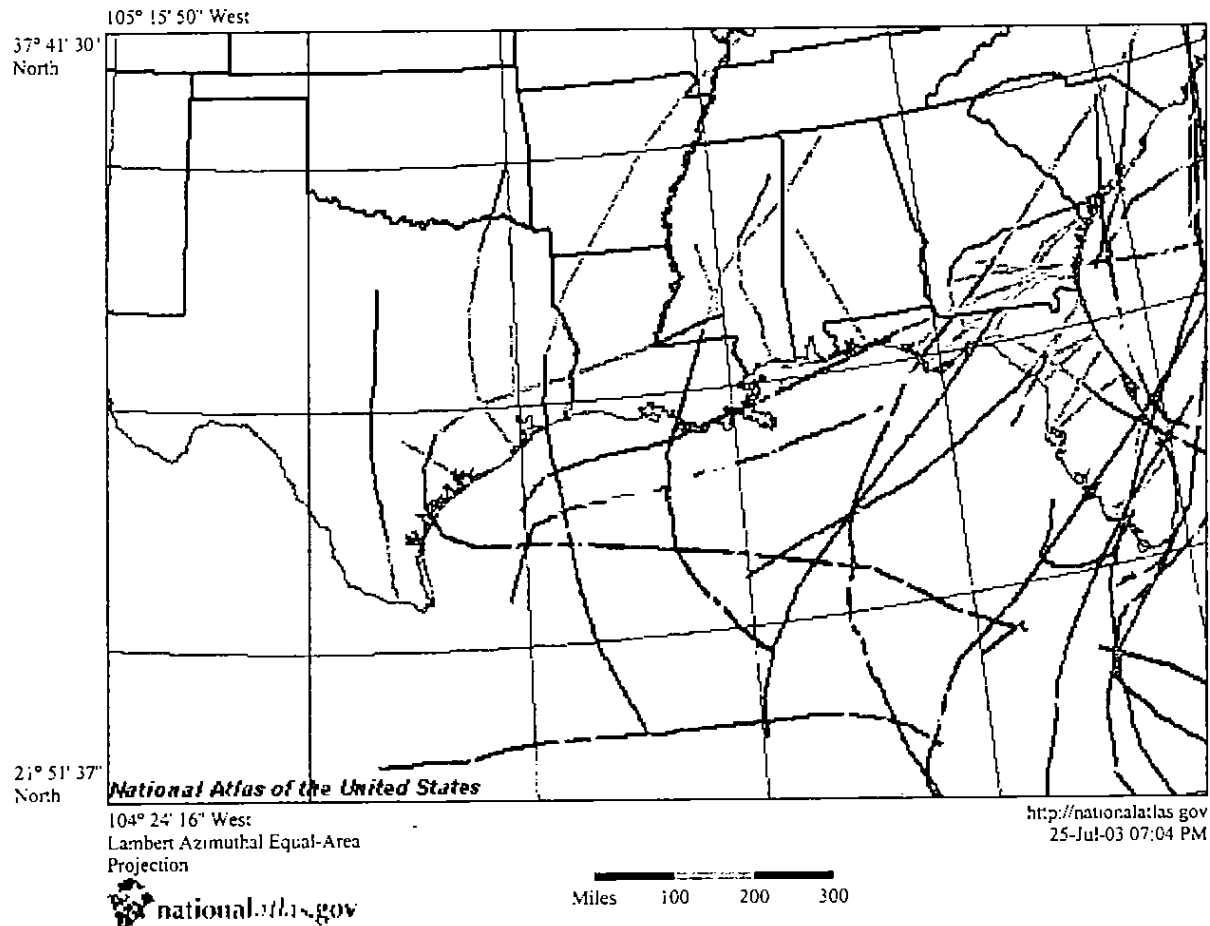 105° 15' 50" West
37° 41' 30"
North
21° 51' 37"
North
National Atlas of the United States
104° 24' 16" West
Lambert Azimuthal Equal-Area
Projection
http://nationalatlas gov
25-Jul-03 07:04 PM
Miles 100 200 300
nationalatlas.gov